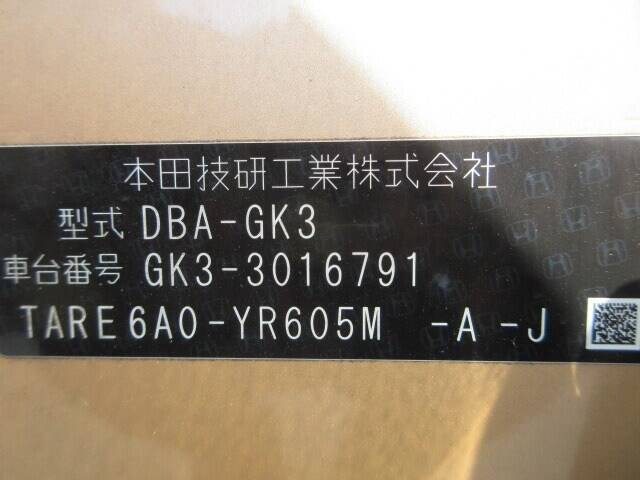 本田技研工業株式会社
型式 DBA-GK3
車台番号 GK3-3016791
TARE6A0-YR605M -A -J